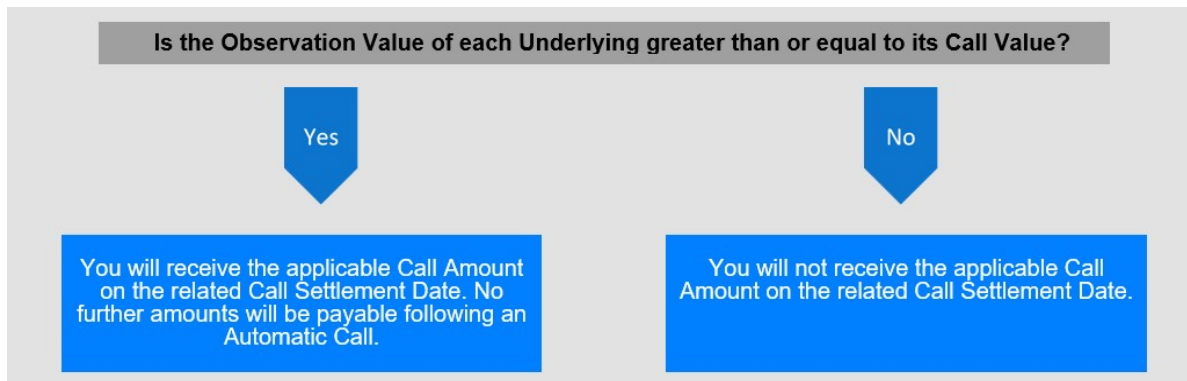 Is the Observation Value of each Underlying greater than or equal to its Call Value?
Yes
No
You will receive the applicable Call Amount
on the related Call Settlement Date. No
further amounts will be payable following an
Automatic Call.
You will not receive the applicable Call
Amount on the related Call Settlement Date.